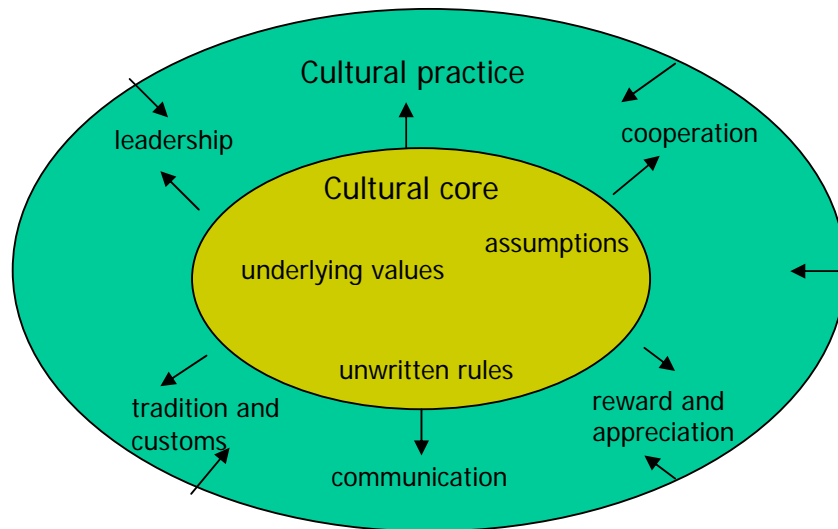 Cultural practice
leadership
cooperation
Cultural core
assumptions
underlying values
unwritten rules
tradition and
customs
reward and
appreciation
communication